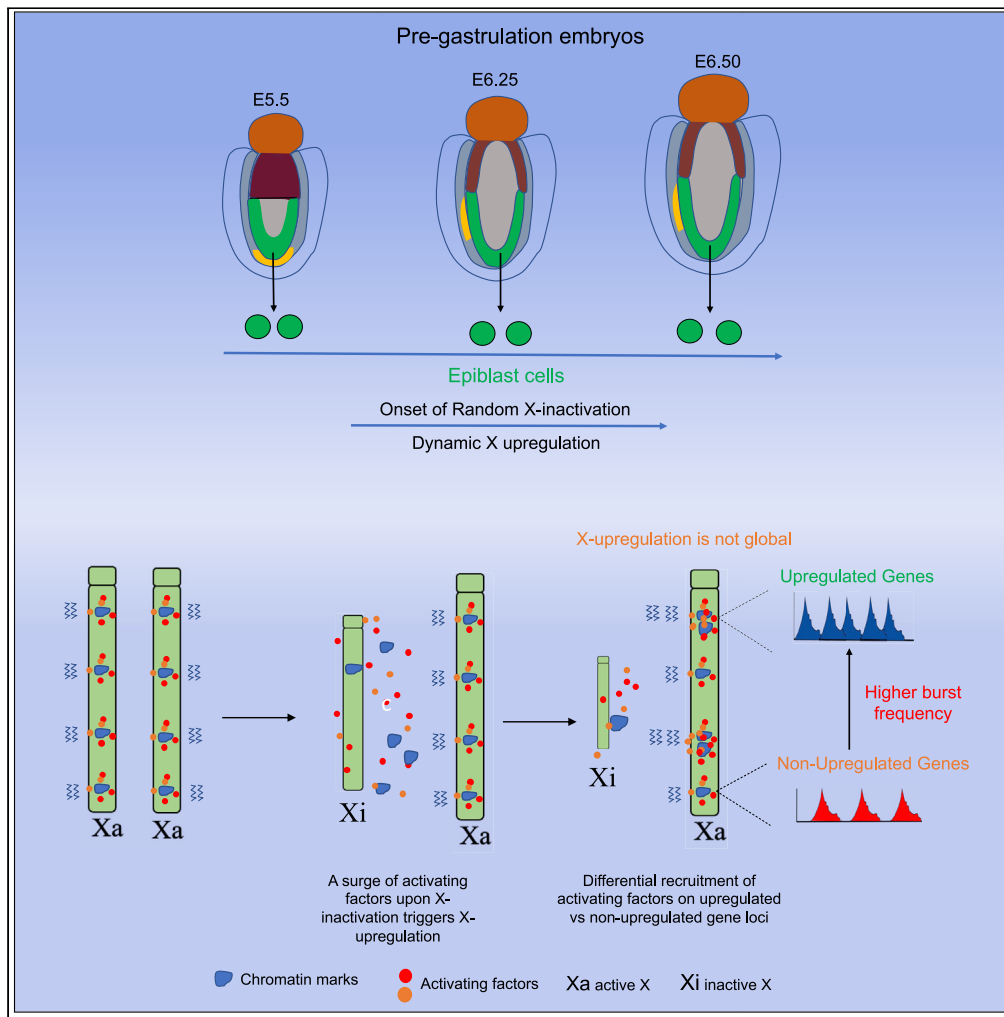 Pre-gastrulation embryos
E5.5
E6.25
E6.50
Epiblast cells
Onset of Random X-inactivation
Dynamic X upregulation
X-upregulation is not global
Upregulated Genes
Higher burst
frequency
Non-Upregulated Genes
C
Xa
Xa
Xi
Xa
Xi
Xa
A surge of activating
factors upon X-
inactivation triggers X-
upregulation
Differential recruitment of
activating factors on upregulated
vs non-upregulated gene loci
Chromatin marks
Activating factors
Xa active X
Xi inactive X